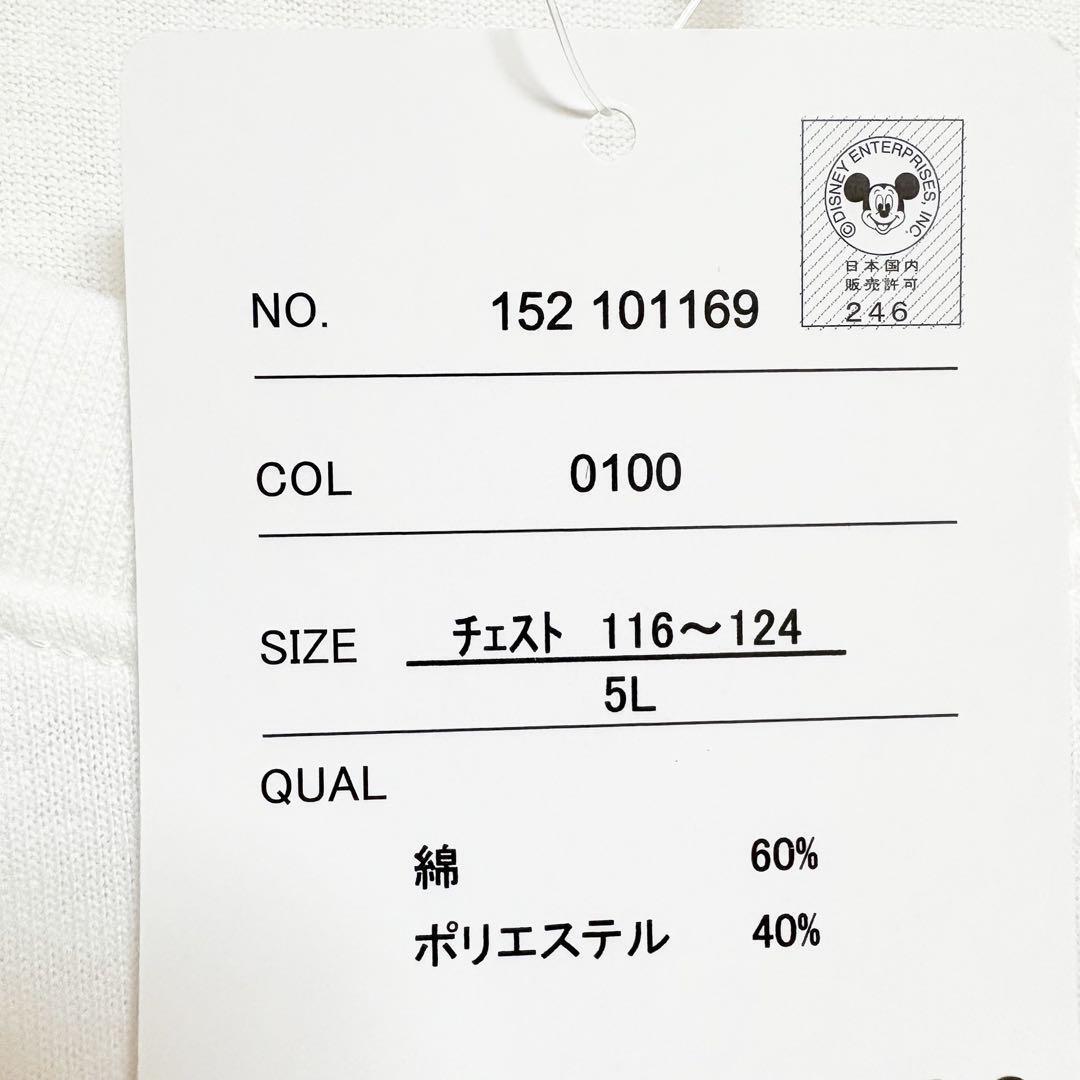 ©DISNEY ENTERPRISES, INC.
日本国内
販売許可
246
NO. 152 101169
COL 0100
SIZE チェスト 116～124
5L
QUAL
綿 60%
ポリエステル 40%